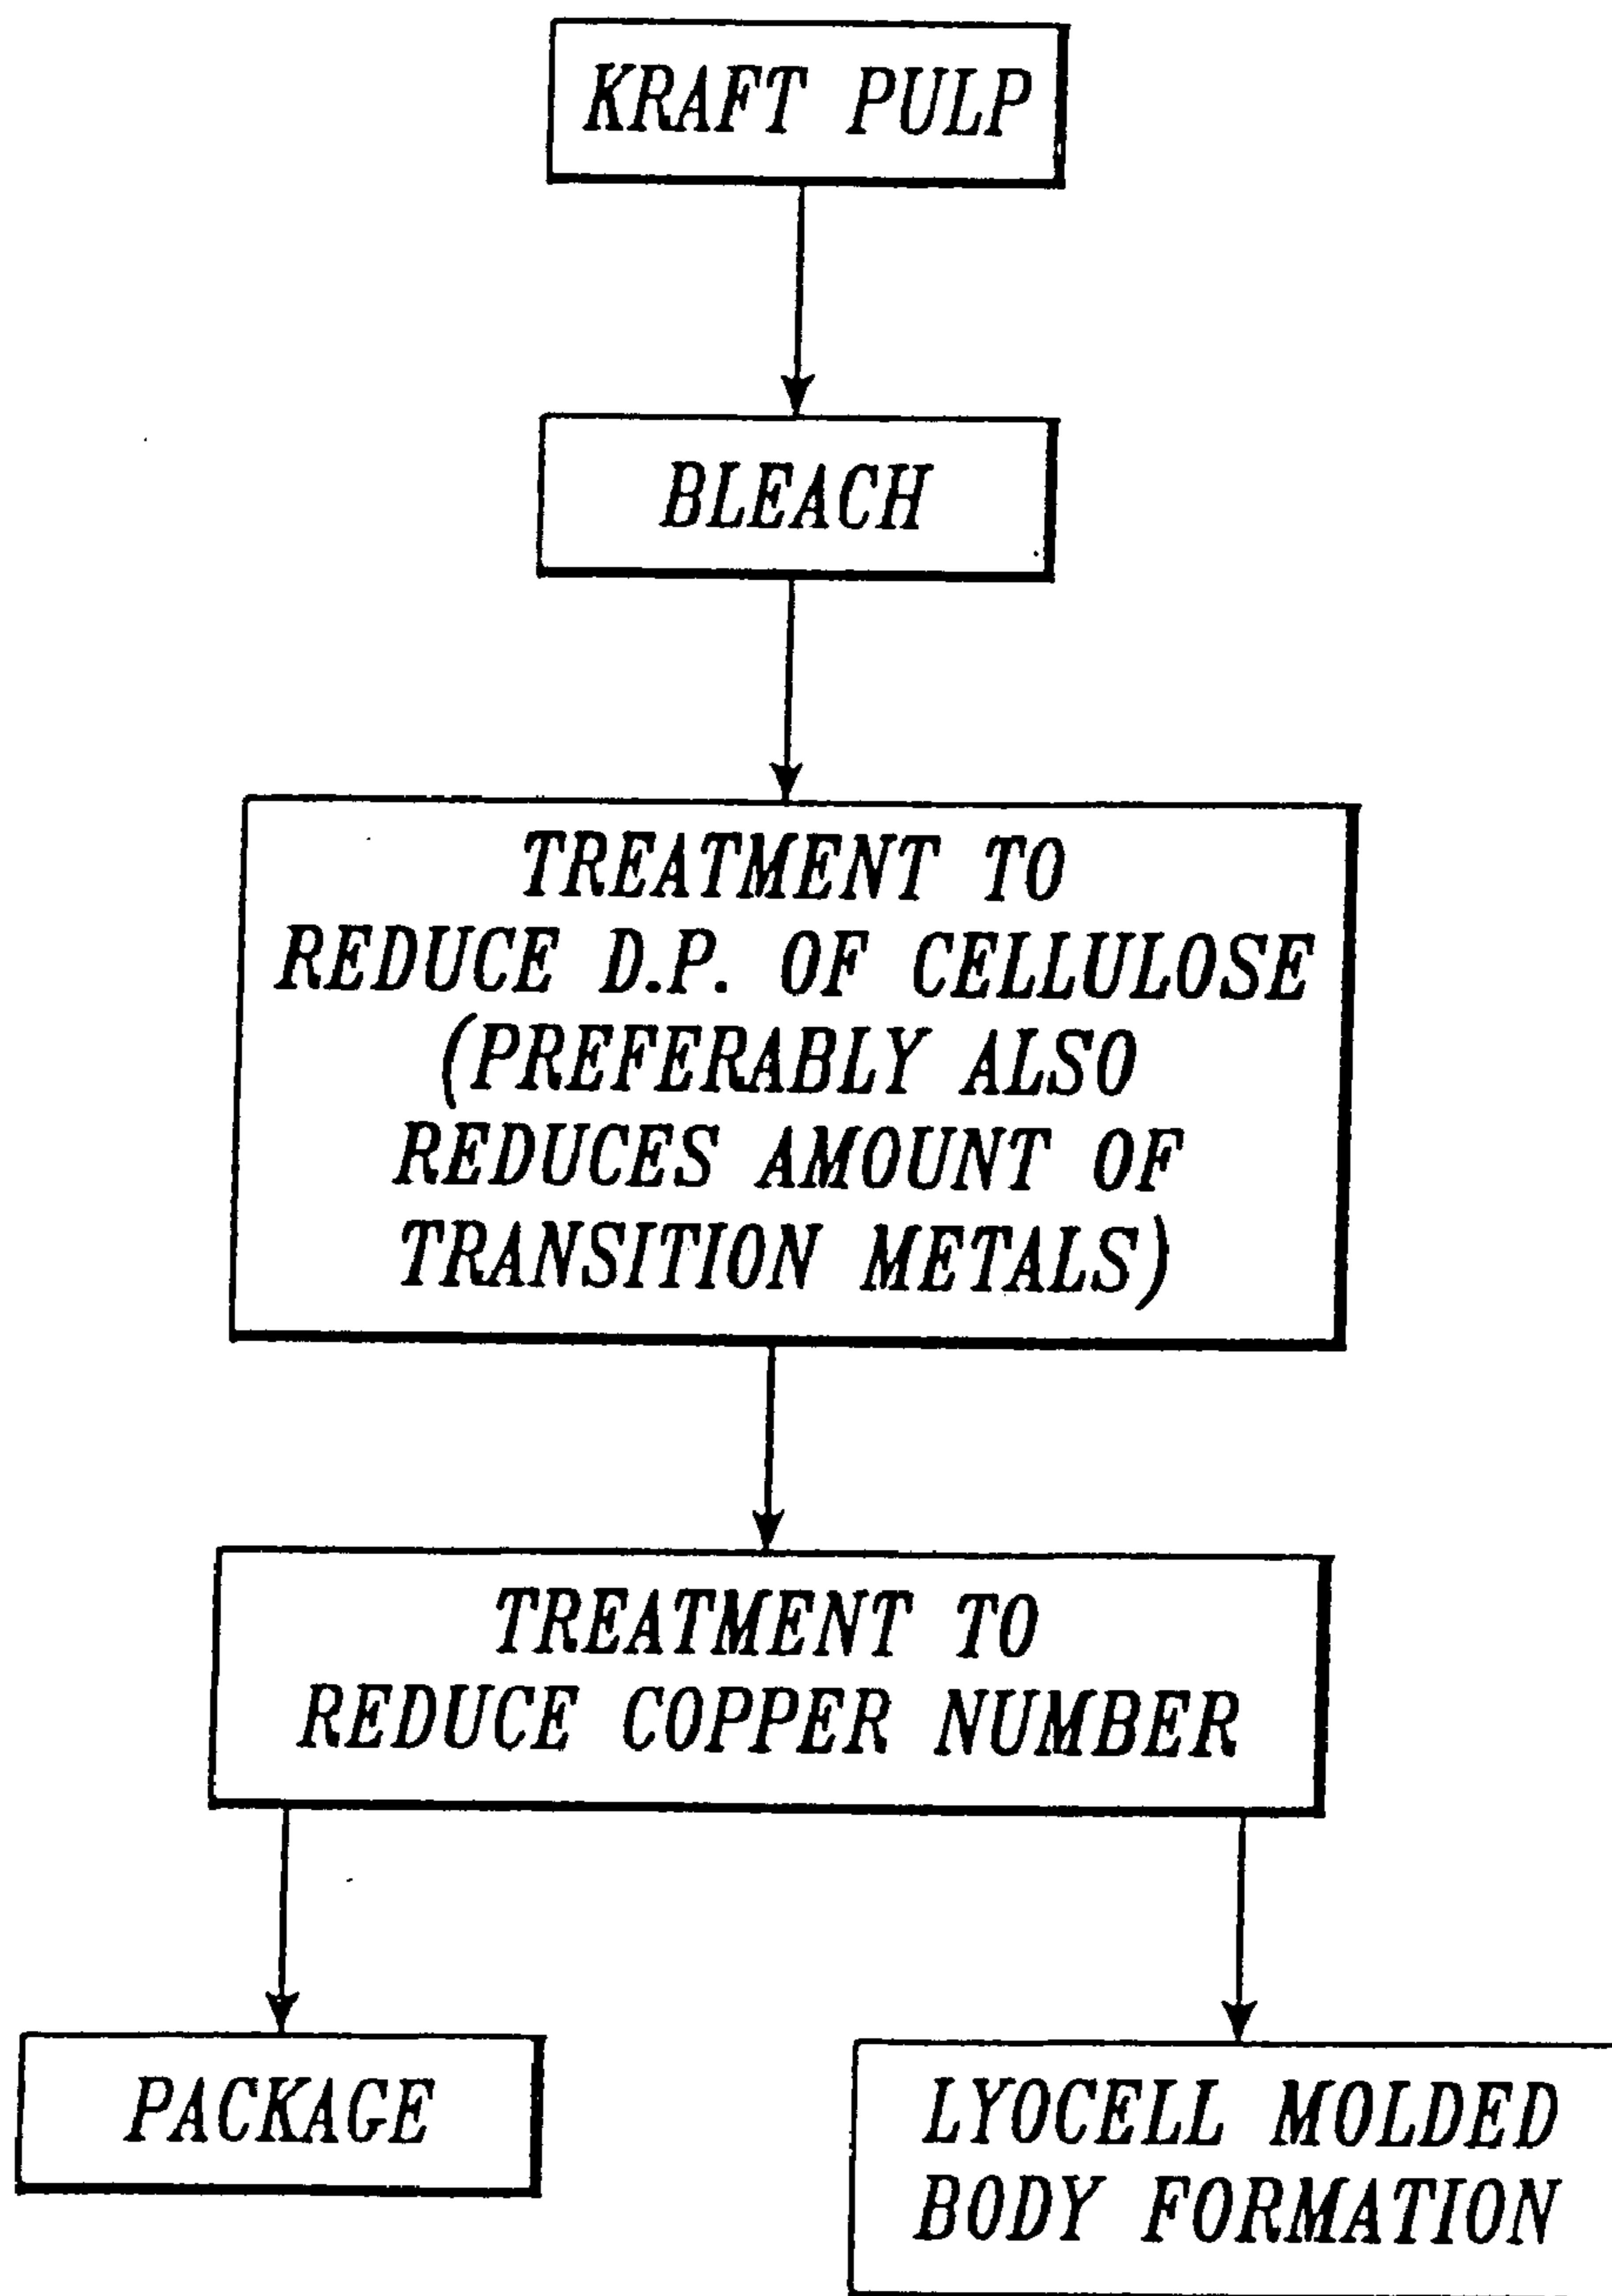 KRAFT PULP
BLEACH
TREATMENT TO
REDUCE D.P. OF CELLULOSE
(PREFERABLY ALSO
REDUCES AMOUNT OF
TRANSITION METALS)
TREATMENT TO
REDUCE COPPER NUMBER
PACKAGE
LYOCELL MOLDED
BODY FORMATION